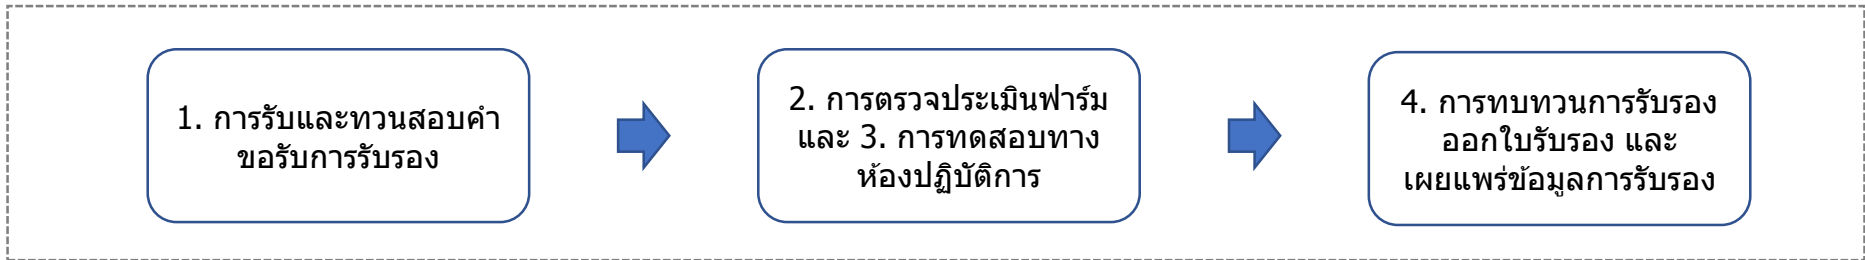 1. การรับและทวนสอบคำ
ขอรับการรับรอง
2. การตรวจประเมินฟาร์ม
และ 3. การทดสอบทาง
ห้องปฏิบัติการ
4. การทบทวนการรับรอง
ออกใบรับรอง และ
เผยแพร่ข้อมูลการรับรอง